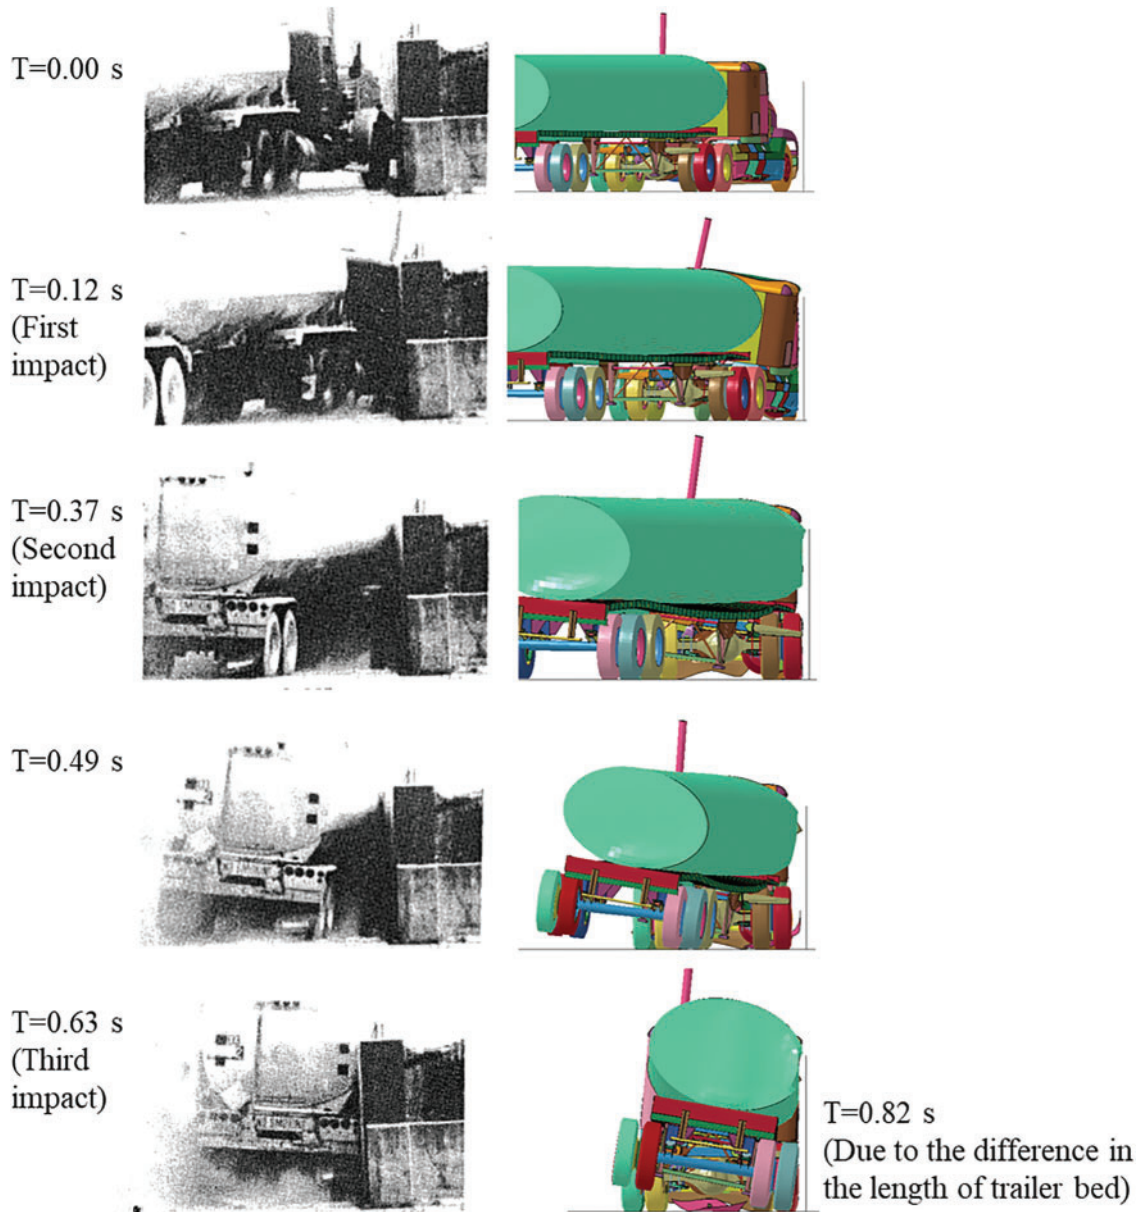 T=0.00 s
T=0.12 s
(First
impact)
T=0.37 s
(Second
impact)
T=0.49 s
T=0.63 s
(Third
impact)
T=0.82 s
(Due to the difference in
the length of trailer bed)